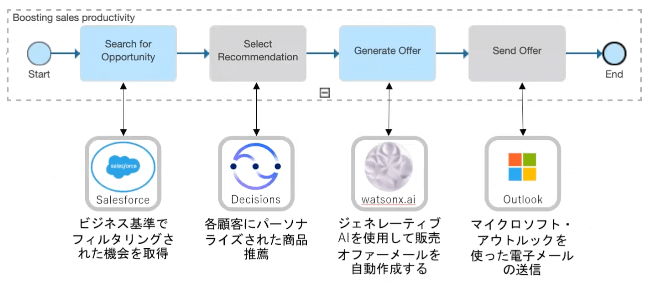 Boosting sales productivity
Search for
Opportunity
Select
Recommendation
Generate Offer
Send Offer
Start
End
salesforce
Salesforce
Decisions
watsonx.ai
Outlook
ビジネス基準で
フィルタリングさ
れた機会を取得
各顧客にパーソナ
ライズされた商品
推薦
ジェネレーティブ
AIを使用して販売
オファーメールを
自動作成する
マイクロソフト・
アウトルックを
使った電子メール
の送信